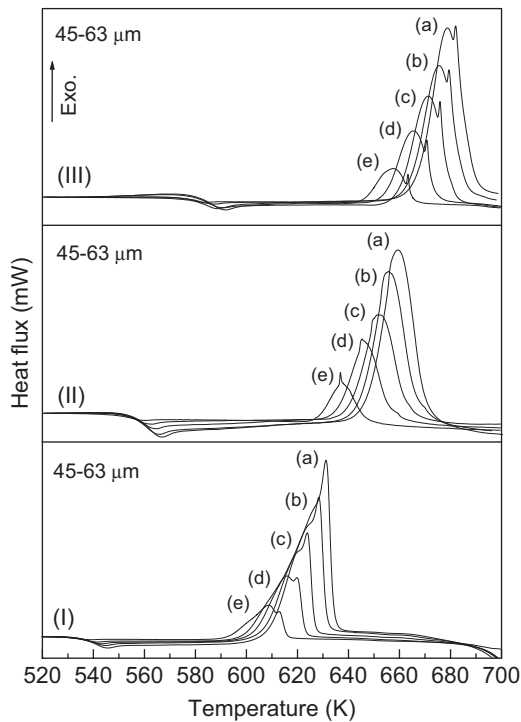 45-63 μm
Exo.
(a)
(b)
(c)
(d)
(e)
(III)
45-63 μm
(a)
(b)
(c)
(d)
(e)
(II)
45-63 μm
(a)
(b)
(c)
(d)
(e)
(I)
Heat flux (mW)
520 540 560 580 600 620 640 660 680 700
Temperature (K)